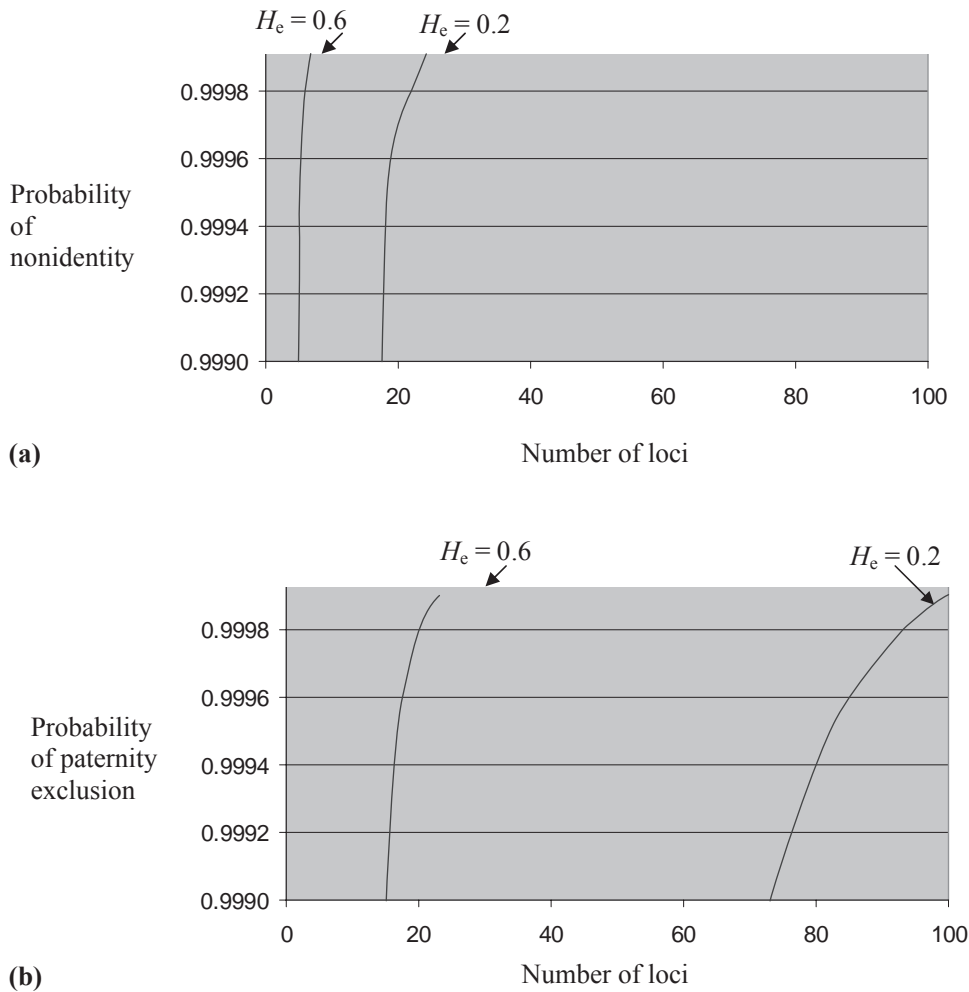 He = 0.6
He = 0.2
0.9998
0.9996
Probability
of
nonidentity
0.9994
0.9992
0.9990
0 20 40 60 80 100
(a)
Number of loci
He = 0.6
He = 0.2
0.9998
0.9996
Probability
of paternity
exclusion
0.9994
0.9992
0.9990
0 20 40 60 80 100
(b)
Number of loci